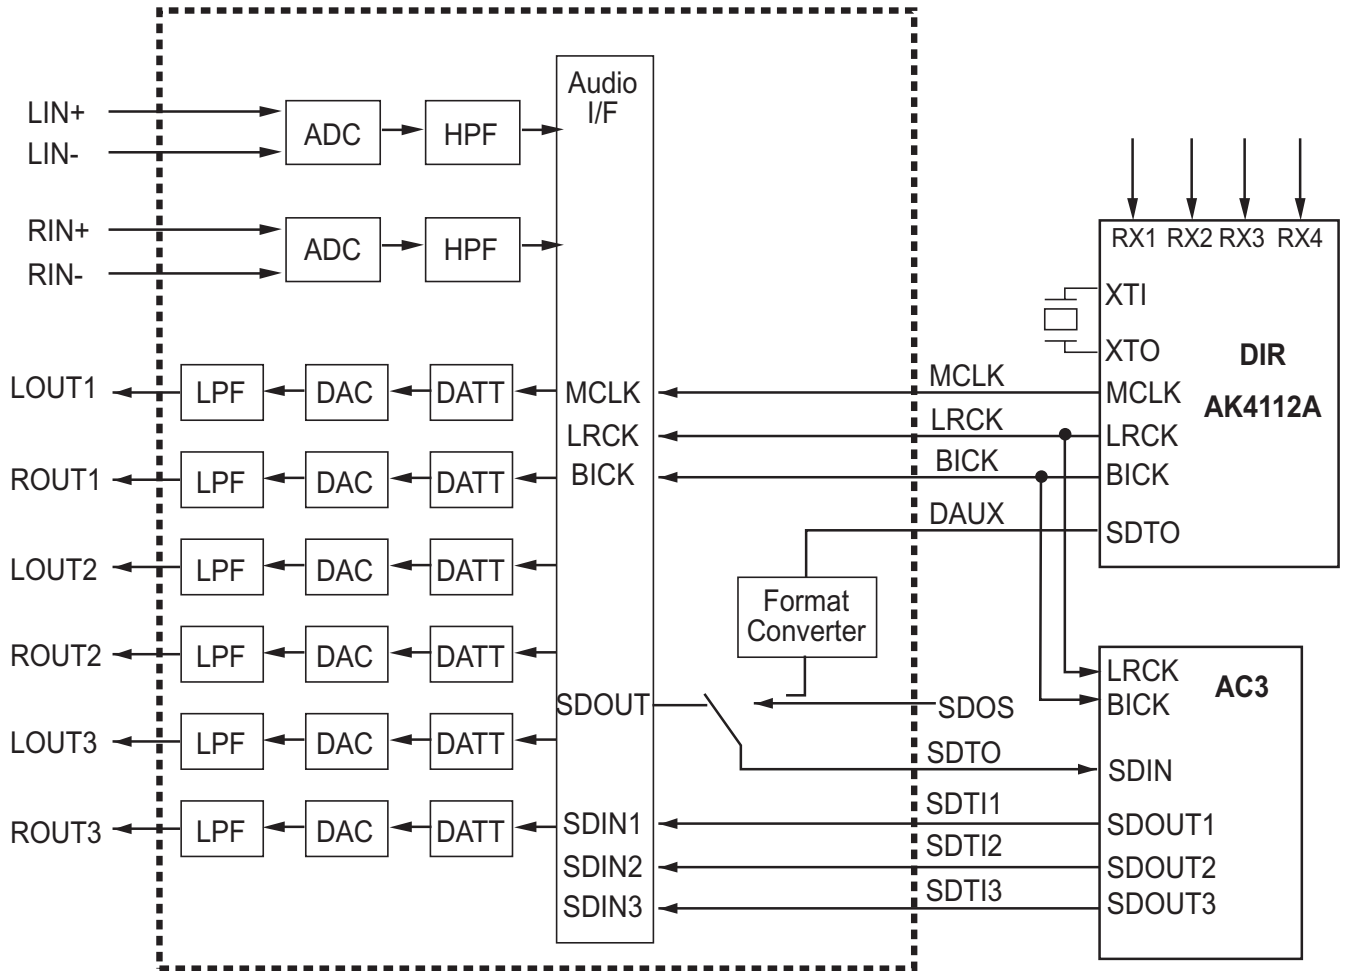 Audio
I/F
LIN+
LIN-
ADC
HPF
RIN+
RIN-
ADC
HPF
LOUT1
LPF
DAC
DATT
MCLK
LRCK
ROUT1
LPF
DAC
DATT
BICK
LOUT2
LPF
DAC
DATT
ROUT2
LPF
DAC
DATT
SDOUT
LOUT3
LPF
DAC
DATT
ROUT3
LPF
DAC
DATT
SDIN1
SDIN2
SDIN3
Format
Converter
MCLK
LRCK
BICK
DAUX
SDOS
SDTO
SDTI1
SDTI2
SDTI3
RX1 RX2 RX3 RX4
XTI
XTO
DIR
AK4112A
MCLK
LRCK
BICK
SDTO
LRCK
AC3
BICK
SDIN
SDOUT1
SDOUT2
SDOUT3